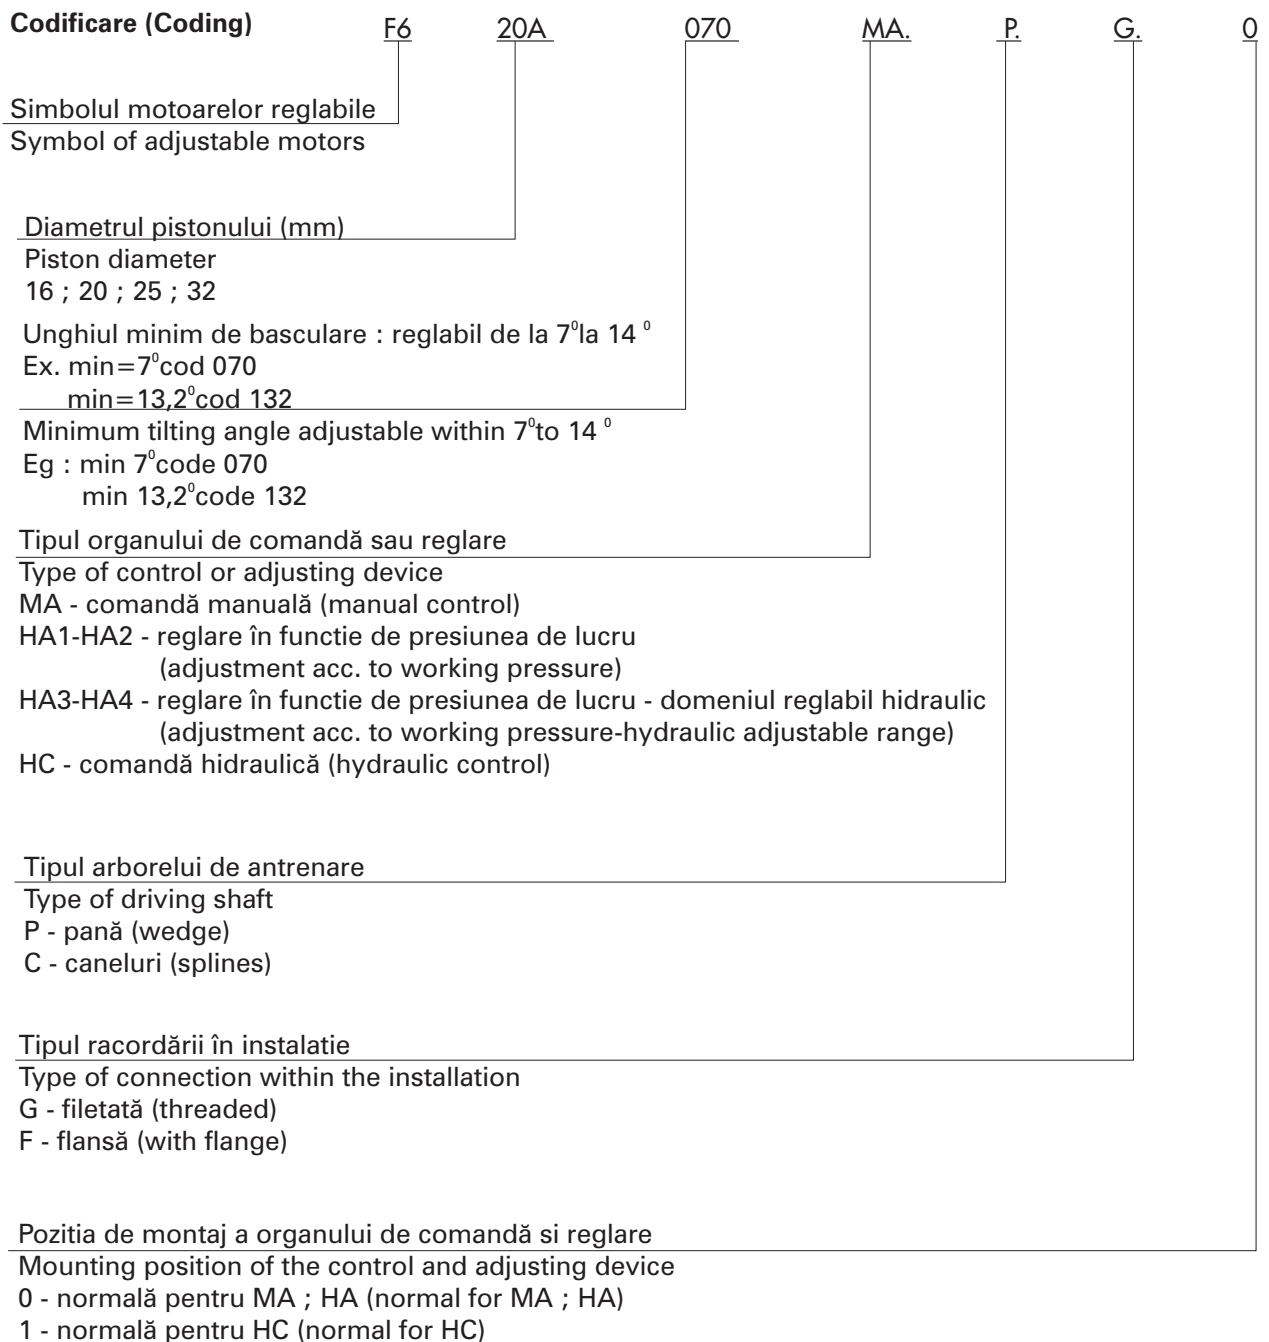 Codificare (Coding) F6 20A 070 MA. P. G. 0
Simbolul motoarelor reglabile
Symbol of adjustable motors
Diametrul pistonului (mm)
Piston diameter
16 ; 20 ; 25 ; 32
Unghiul minim de basculare : reglabil de la 7⁰la 14 ⁰
Ex. min=7⁰cod 070
min=13,2⁰cod 132
Minimum tilting angle adjustable within 7⁰to 14 ⁰
Eg : min 7⁰code 070
min 13,2⁰code 132
Tipul organului de comandă sau reglare
Type of control or adjusting device
MA - comandă manuală (manual control)
HA1-HA2 - reglare în functie de presiunea de lucru
(adjustment acc. to working pressure)
HA3-HA4 - reglare în functie de presiunea de lucru - domeniul reglabil hidraulic
(adjustment acc. to working pressure-hydraulic adjustable range)
HC - comandă hidraulică (hydraulic control)
Tipul arborelui de antrenare
Type of driving shaft
P - pană (wedge)
C - caneluri (splines)
Tipul racordării în instalatie
Type of connection within the installation
G - filetată (threaded)
F - flansă (with flange)
Pozitia de montaj a organului de comandă si reglare
Mounting position of the control and adjusting device
0 - normală pentru MA ; HA (normal for MA ; HA)
1 - normală pentru HC (normal for HC)